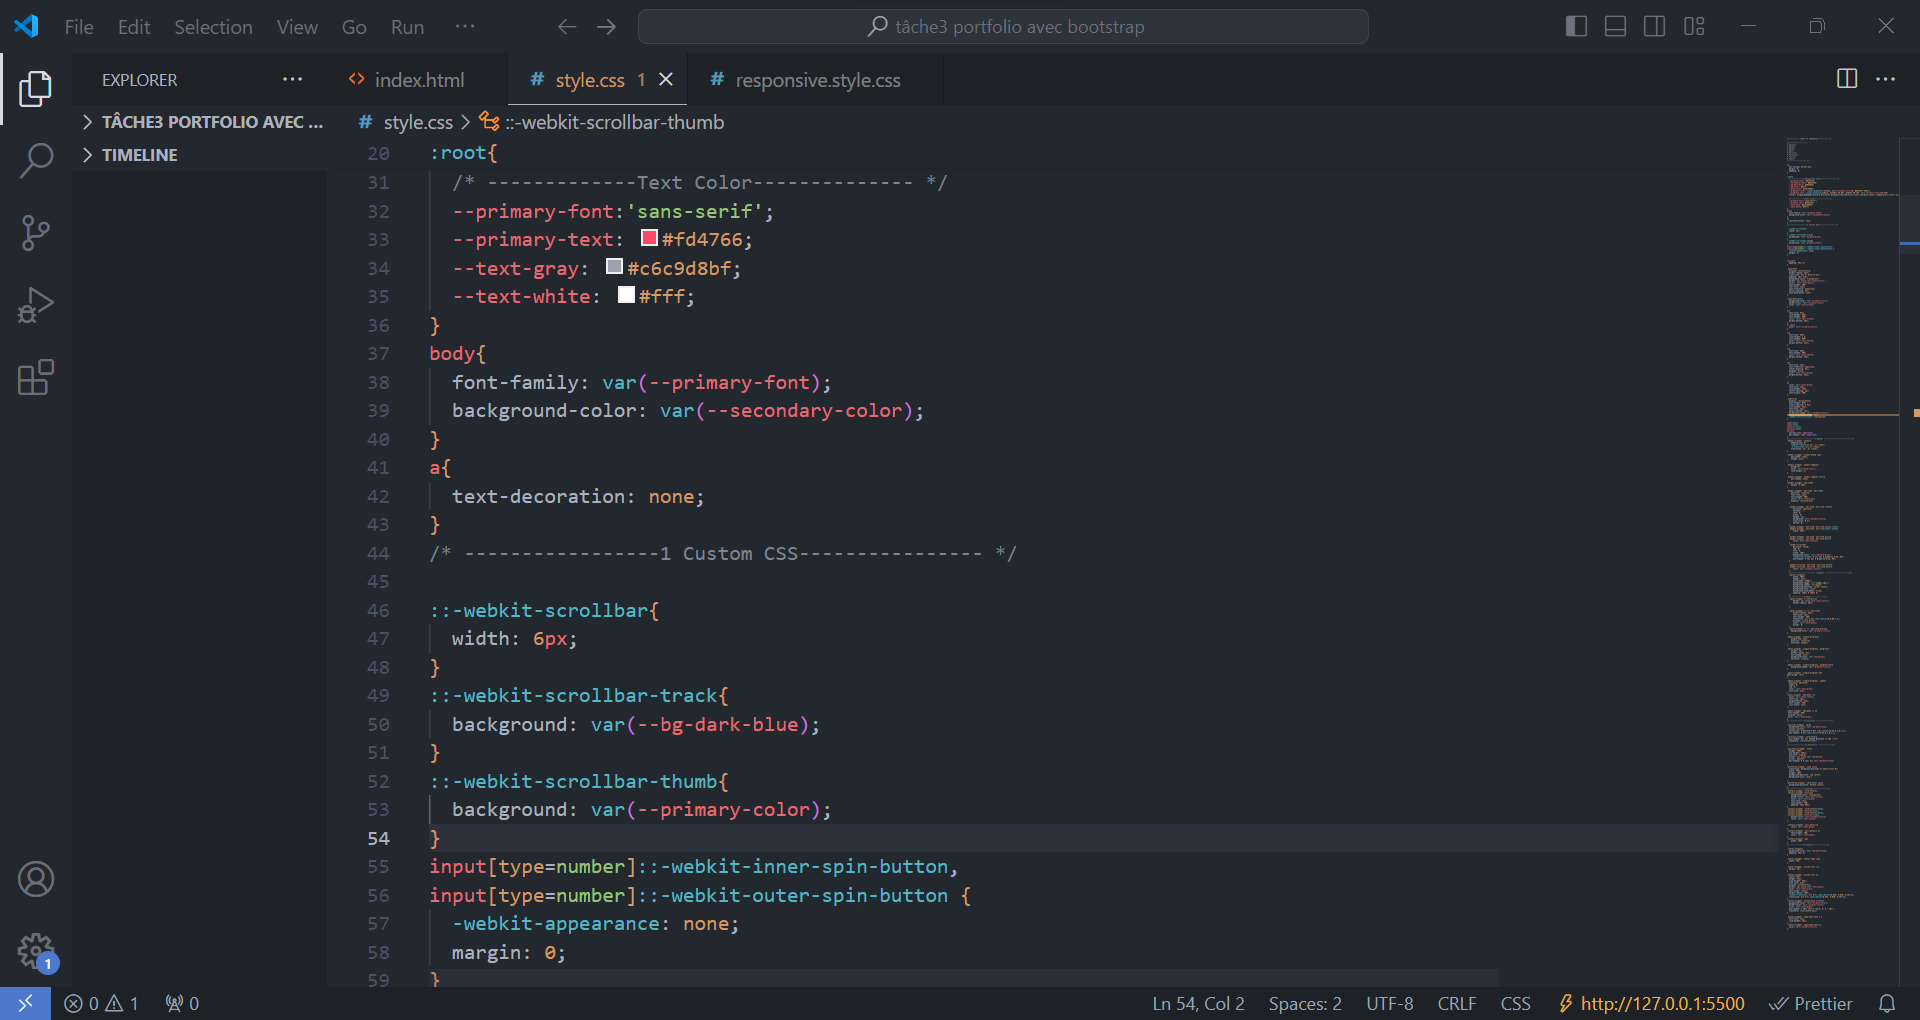 File Edit Selection View Go Run ···
tâche3 portfolio avec bootstrap
EXPLORER ···
<> index.html
# style.css 1
# responsive.style.css
TÂCHE3 PORTFOLIO AVEC ...
TIMELINE
# style.css > ::-webkit-scrollbar-thumb
20 :root{
31 /* -------------Text Color-------------- */
32 --primary-font:'sans-serif';
33 --primary-text: #fd4766;
34 --text-gray: #c6c9d8bf;
35 --text-white: #fff;
36 }
37 body{
38 font-family: var(--primary-font);
39 background-color: var(--secondary-color);
40 }
41 a{
42 text-decoration: none;
43 }
44 /* -----------------1 Custom CSS---------------- */
45
46 ::-webkit-scrollbar{
47 width: 6px;
48 }
49 ::-webkit-scrollbar-track{
50 background: var(--bg-dark-blue);
51 }
52 ::-webkit-scrollbar-thumb{
53 background: var(--primary-color);
54 }
55 input[type=number]::-webkit-inner-spin-button,
56 input[type=number]::-webkit-outer-spin-button {
57 -webkit-appearance: none;
58 margin: 0;
59 }
1
0 1 0
Ln 54, Col 2 Spaces: 2 UTF-8 CRLF CSS http://127.0.0.1:5500 Prettier